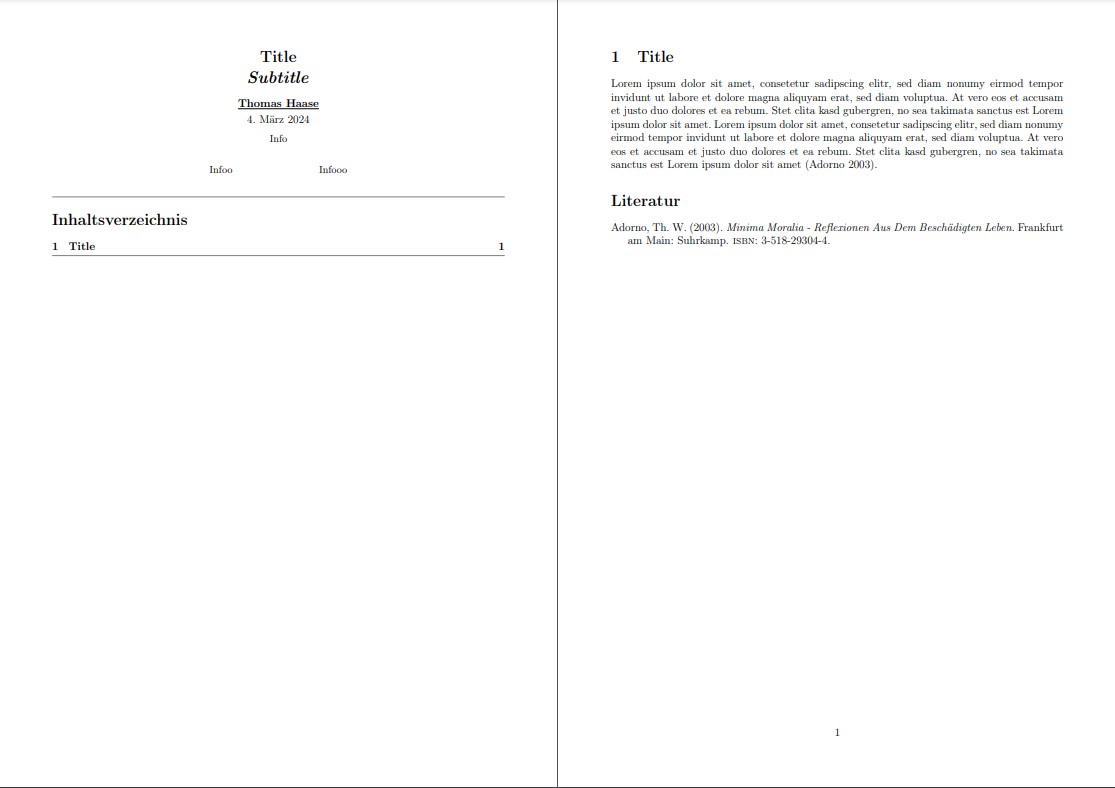 Title
Subtitle
Thomas Haase
4. März 2024
Info
Infoo Infooo
Inhaltsverzeichnis
1 Title 1
1 Title
Lorem ipsum dolor sit amet, consetetur sadipscing elitr, sed diam nonumy eirmod tempor
invidunt ut labore et dolore magna aliquyam erat, sed diam voluptua. At vero eos et accusam
et justo duo dolores et ea rebum. Stet clita kasd gubergren, no sea takimata sanctus est Lorem
ipsum dolor sit amet. Lorem ipsum dolor sit amet, consetetur sadipscing elitr, sed diam nonumy
eirmod tempor invidunt ut labore et dolore magna aliquyam erat, sed diam voluptua. At vero
eos et accusam et justo duo dolores et ea rebum. Stet clita kasd gubergren, no sea takimata
sanctus est Lorem ipsum dolor sit amet (Adorno 2003).
Literatur
Adorno, Th. W. (2003). Minima Moralia - Reflexionen Aus Dem Beschädigten Leben. Frankfurt
am Main: Suhrkamp. ISBN: 3-518-29304-4.
1